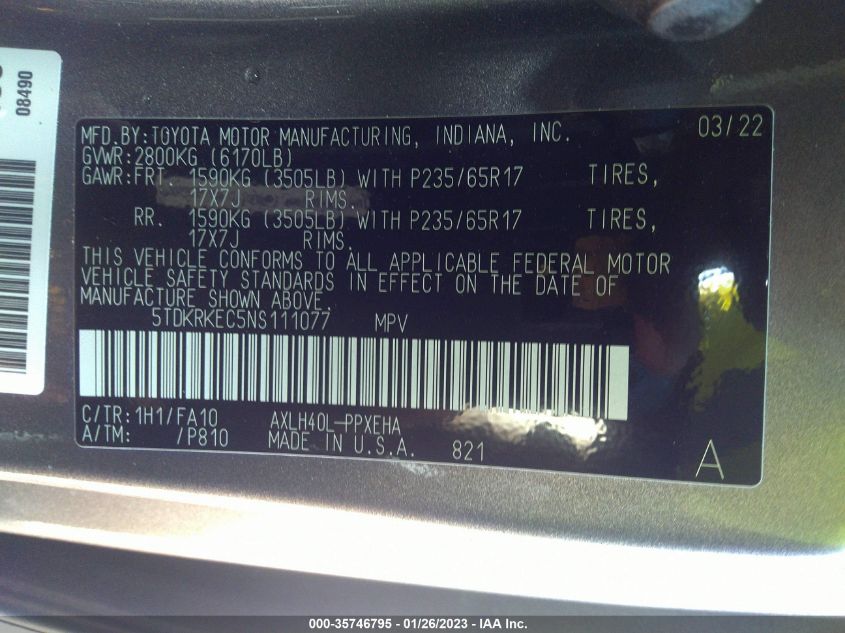 08490
MFD.BY:TOYOTA MOTOR MANUFACTURING, INDIANA, INC. 03/22
GVWR:2800KG (6170LB)
GAWR:FRT. 1590KG (3505LB) WITH P235/65R17 TIRES,
17X7J RIMS.
RR. 1590KG (3505LB) WITH P235/65R17 TIRES,
17X7J RIMS.
THIS VEHICLE CONFORMS TO ALL APPLICABLE FEDERAL MOTOR
VEHICLE SAFETY STANDARDS IN EFFECT ON THE DATE OF
MANUFACTURE SHOWN ABOVE.
5TDKRKEC5NS111077 MPV
C/TR:1H1/FA10 AXLH40L-PPXEHA
A/TM: /P810 MADE IN U.S.A. 821 A
000-35746795 - 01/26/2023 - IAA Inc.